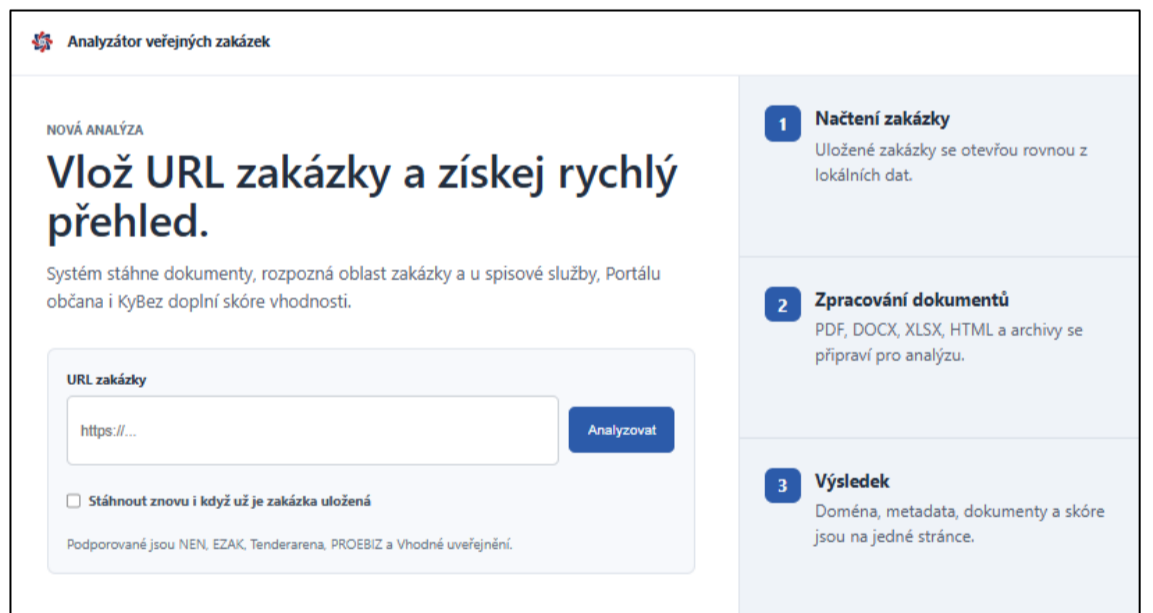 Analyzátor veřejných zakázek
NOVÁ ANALÝZA
Vlož URL zakázky a získej rychlý
přehled.
Systém stáhne dokumenty, rozpozná oblast zakázky a u spisové služby, Portálu
občana i KyBez doplní skóre vhodnosti.
URL zakázky
https://...
Analyzovat
Stáhnout znovu i když už je zakázka uložená
Podporované jsou NEN, EZAK, Tenderarena, PROEBIZ a Vhodné uveřejnění.
1
Načtení zakázky
Uložené zakázky se otevřou rovnou z
lokálních dat.
2
Zpracování dokumentů
PDF, DOCX, XLSX, HTML a archivy se
připraví pro analýzu.
3
Výsledek
Doména, metadata, dokumenty a skóre
jsou na jedné stránce.